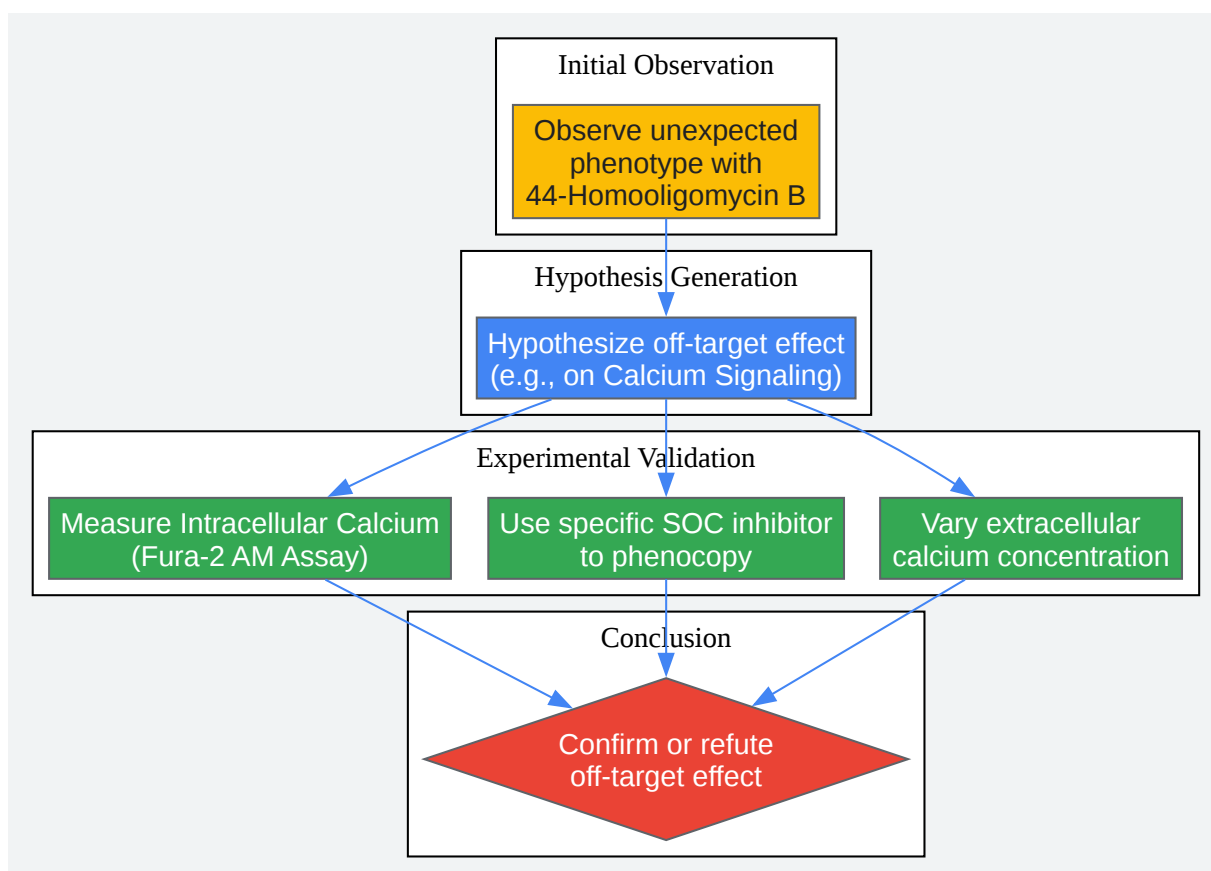 Initial Observation
Observe unexpected
phenotype with
44-Homooligomycin B
Hypothesis Generation
Hypothesize off-target effect
(e.g., on Calcium Signaling)
Experimental Validation
Measure Intracellular Calcium
(Fura-2 AM Assay)
Use specific SOC inhibitor
to phenocopy
Vary extracellular
calcium concentration
Conclusion
Confirm or refute
off-target effect